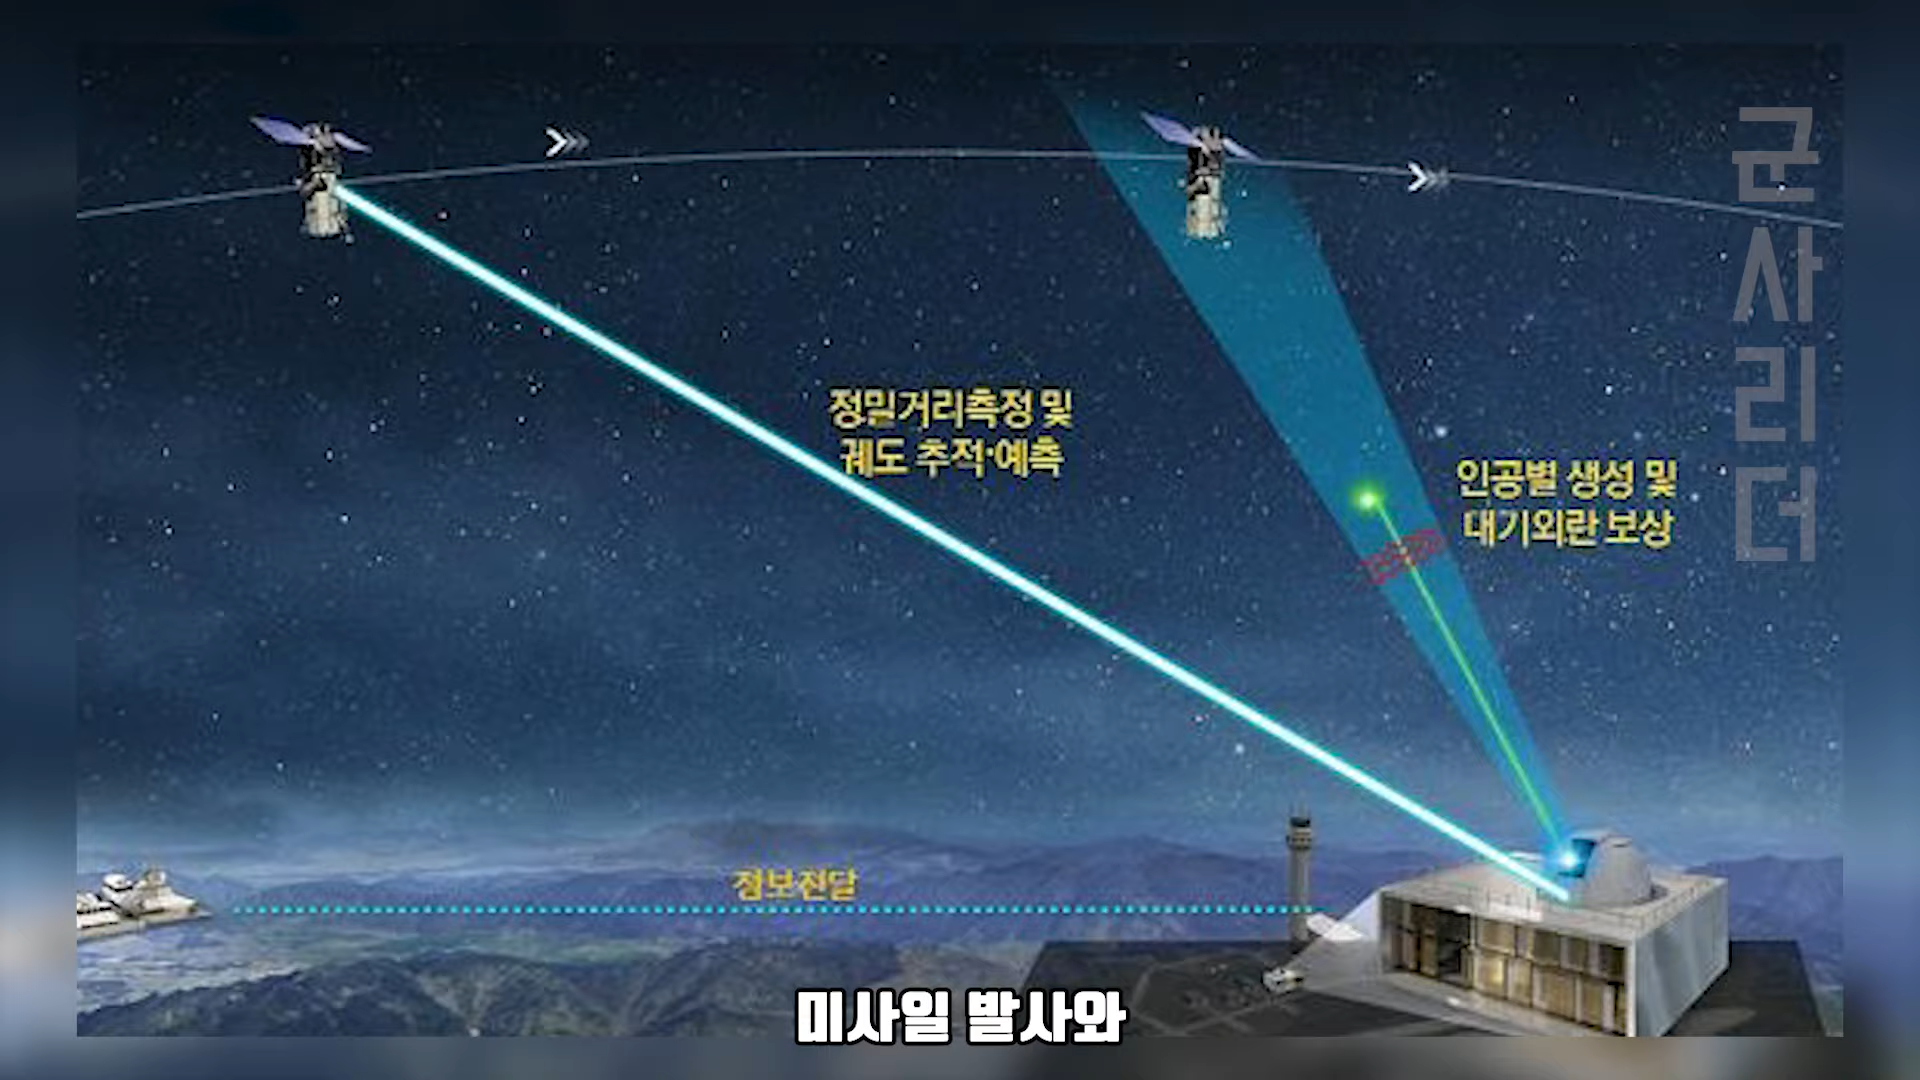 정밀거리측정 및
궤도 추적·예측
인공별 생성 및
대기외란 보상
군사리더
정보전달
미사일 발사와